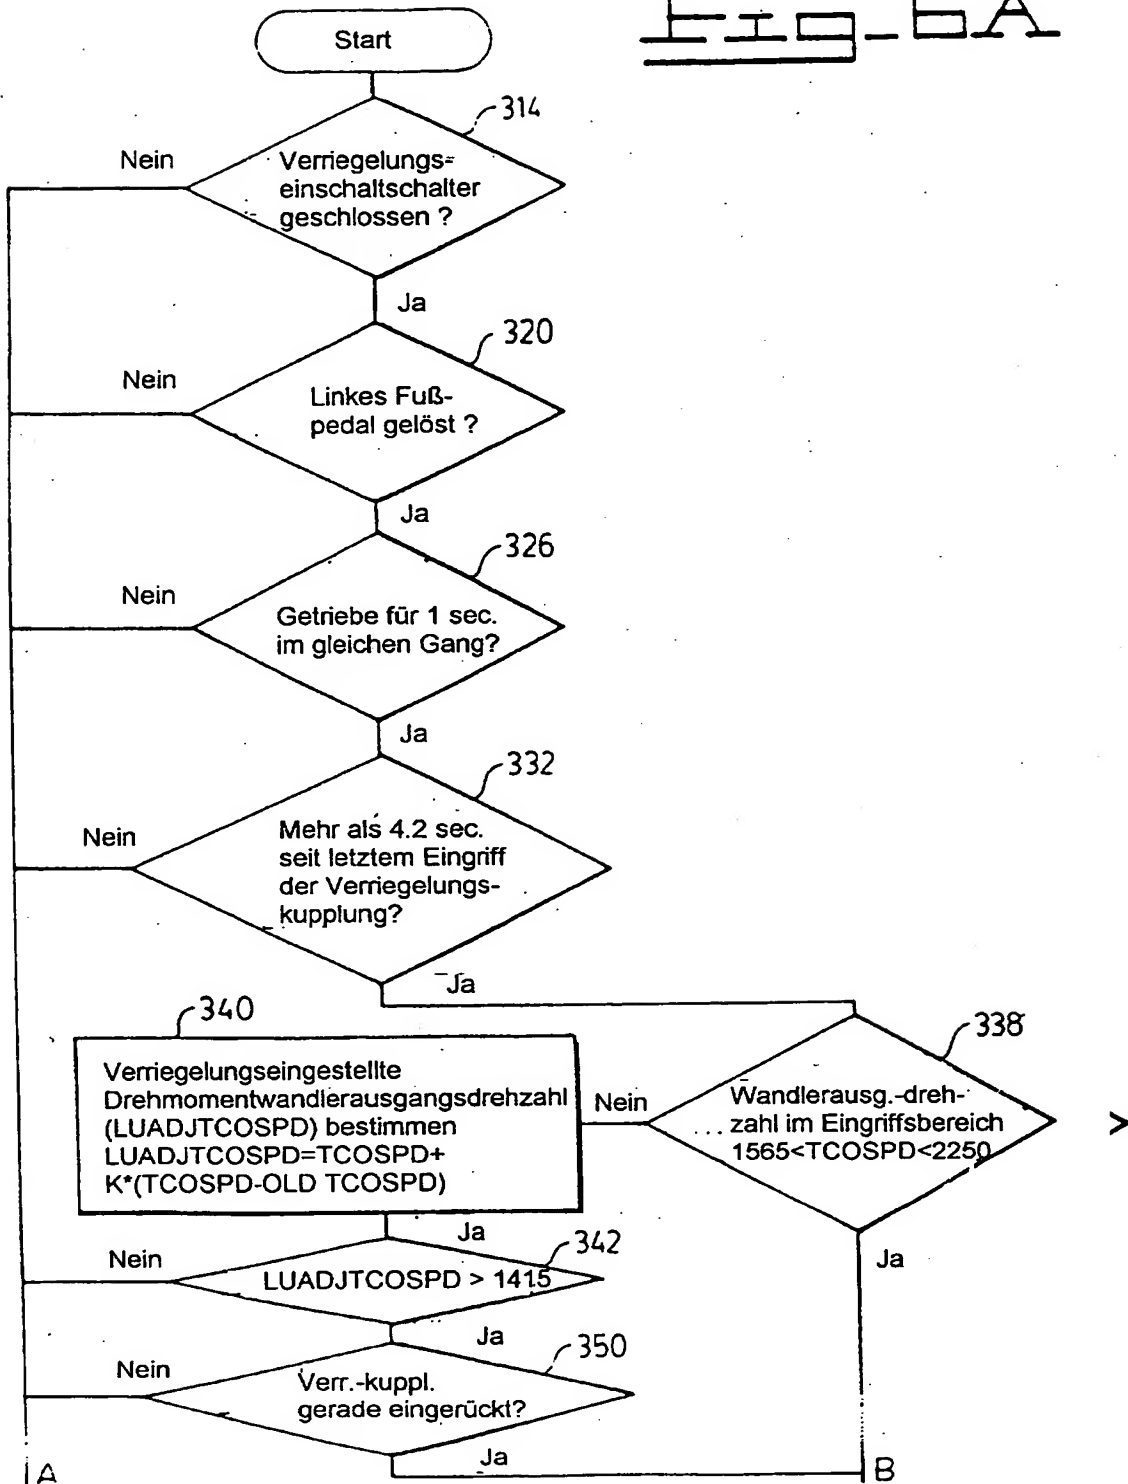 Fig_6A
Start
314
Nein
Verriegelungs=
einschaltschalter
geschlossen ?
Ja
320
Nein
Linkes Fuß-
pedal gelöst ?
Ja
326
Nein
Getriebe für 1 sec.
im gleichen Gang?
Ja
332
Nein
Mehr als 4.2 sec.
seit letztem Eingriff
der Verriegelungs-
kupplung?
Ja
340
338
Verriegelungseingestellte
Drehmomentwandlerausgangsdrehzahl
(LUADJTCOSPD) bestimmen
LUADJTCOSPD=TCOSPD+
K*(TCOSPD-OLD TCOSPD)
Nein
Wandlerausg.-dreh-
zahl im Eingriffsbereich
1565<TCOSPD<2250
>
Ja
Nein
342
LUADJTCOSPD > 1415
Ja
Ja
350
Nein
Verr.-kuppl.
gerade eingerückt?
Ja
A
B